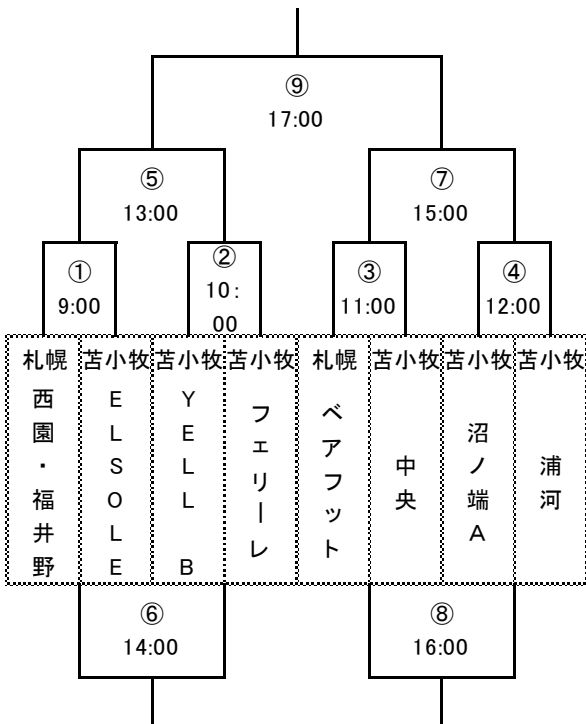 ⑨
17:00
⑤
13:00
⑦
15:00
①
9:00
②
10:
00
③
11:00
④
12:00
札幌
西園・福井野
苫小牧
ELSOLE
苫小牧
YELL B
苫小牧
フェリーレ
札幌
ベアフット
苫小牧
中央
苫小牧
沼ノ端A
苫小牧
浦河
⑥
14:00
⑧
16:00